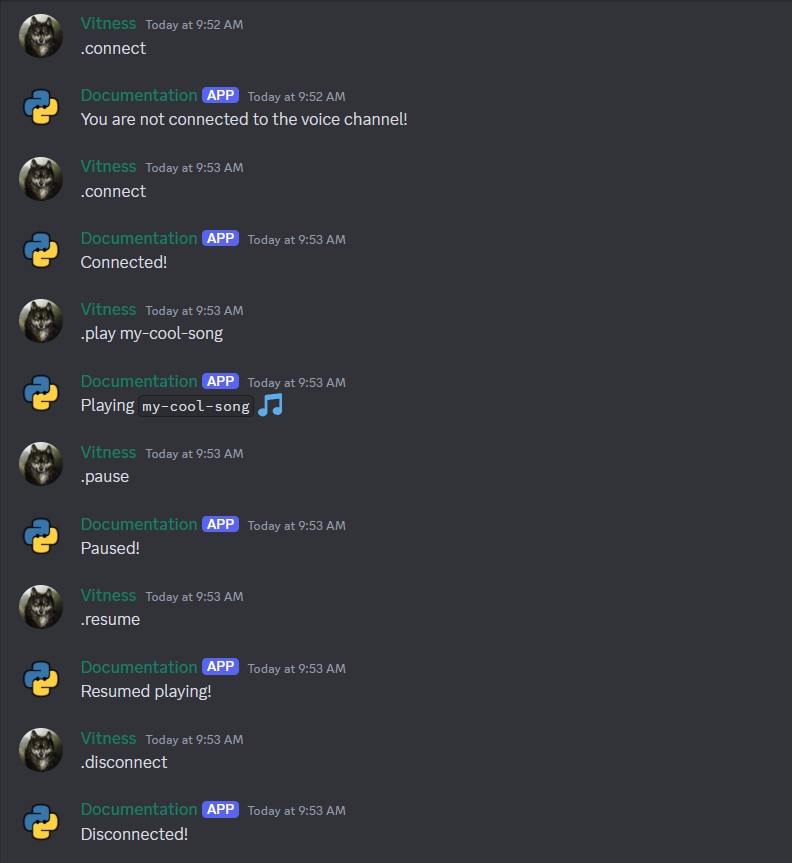 Vitness Today at 9:52 AM
.connect
Documentation APP Today at 9:52 AM
You are not connected to the voice channel!
Vitness Today at 9:53 AM
.connect
Documentation APP Today at 9:53 AM
Connected!
Vitness Today at 9:53 AM
.play my-cool-song
Documentation APP Today at 9:53 AM
Playing my-cool-song 🎵
Vitness Today at 9:53 AM
.pause
Documentation APP Today at 9:53 AM
Paused!
Vitness Today at 9:53 AM
.resume
Documentation APP Today at 9:53 AM
Resumed playing!
Vitness Today at 9:53 AM
.disconnect
Documentation APP Today at 9:53 AM
Disconnected!